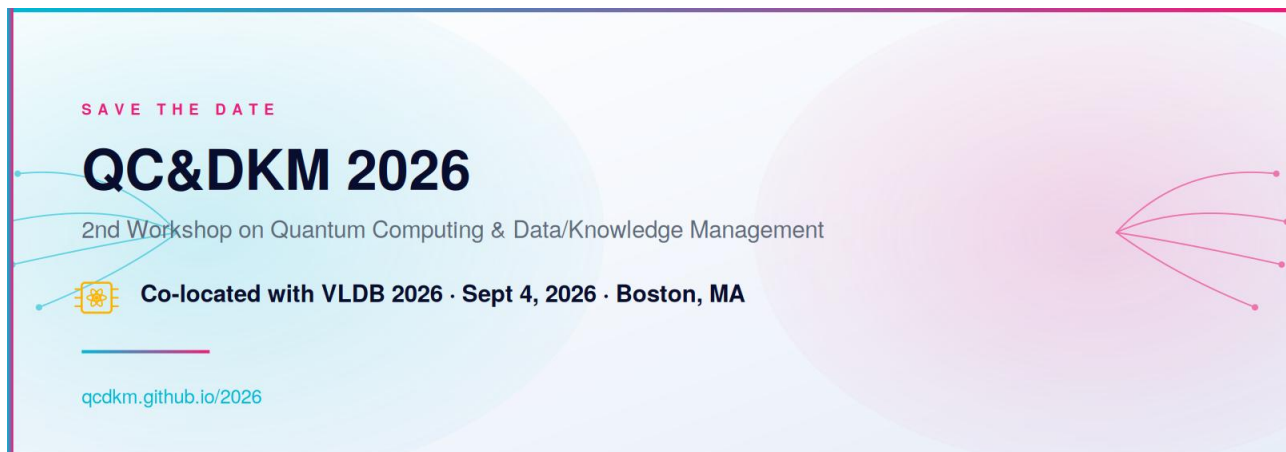 SAVE THE DATE
QC&DKM 2026
2nd Workshop on Quantum Computing & Data/Knowledge Management
Co-located with VLDB 2026 · Sept 4, 2026 · Boston, MA
qcdkm.github.io/2026